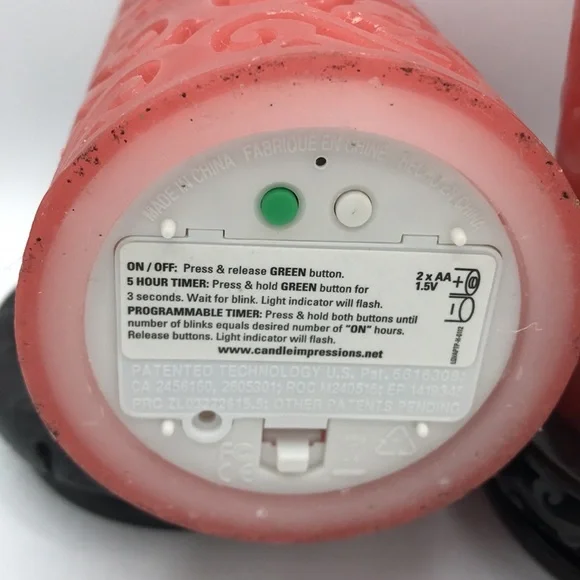 MADE IN CHINA FABRIQUÉ EN CHINE
ON / OFF: Press & release GREEN button.
5 HOUR TIMER: Press & hold GREEN button for
3 seconds. Wait for blink. Light indicator will flash.
PROGRAMMABLE TIMER: Press & hold both buttons until
number of blinks equals desired number of "ON" hours.
Release buttons. Light indicator will flash.
www.candleimpressions.net
2 x AA
1.5V
PATENTED TECHNOLOGY U.S. Pat.
OTHER PATENTS PENDING